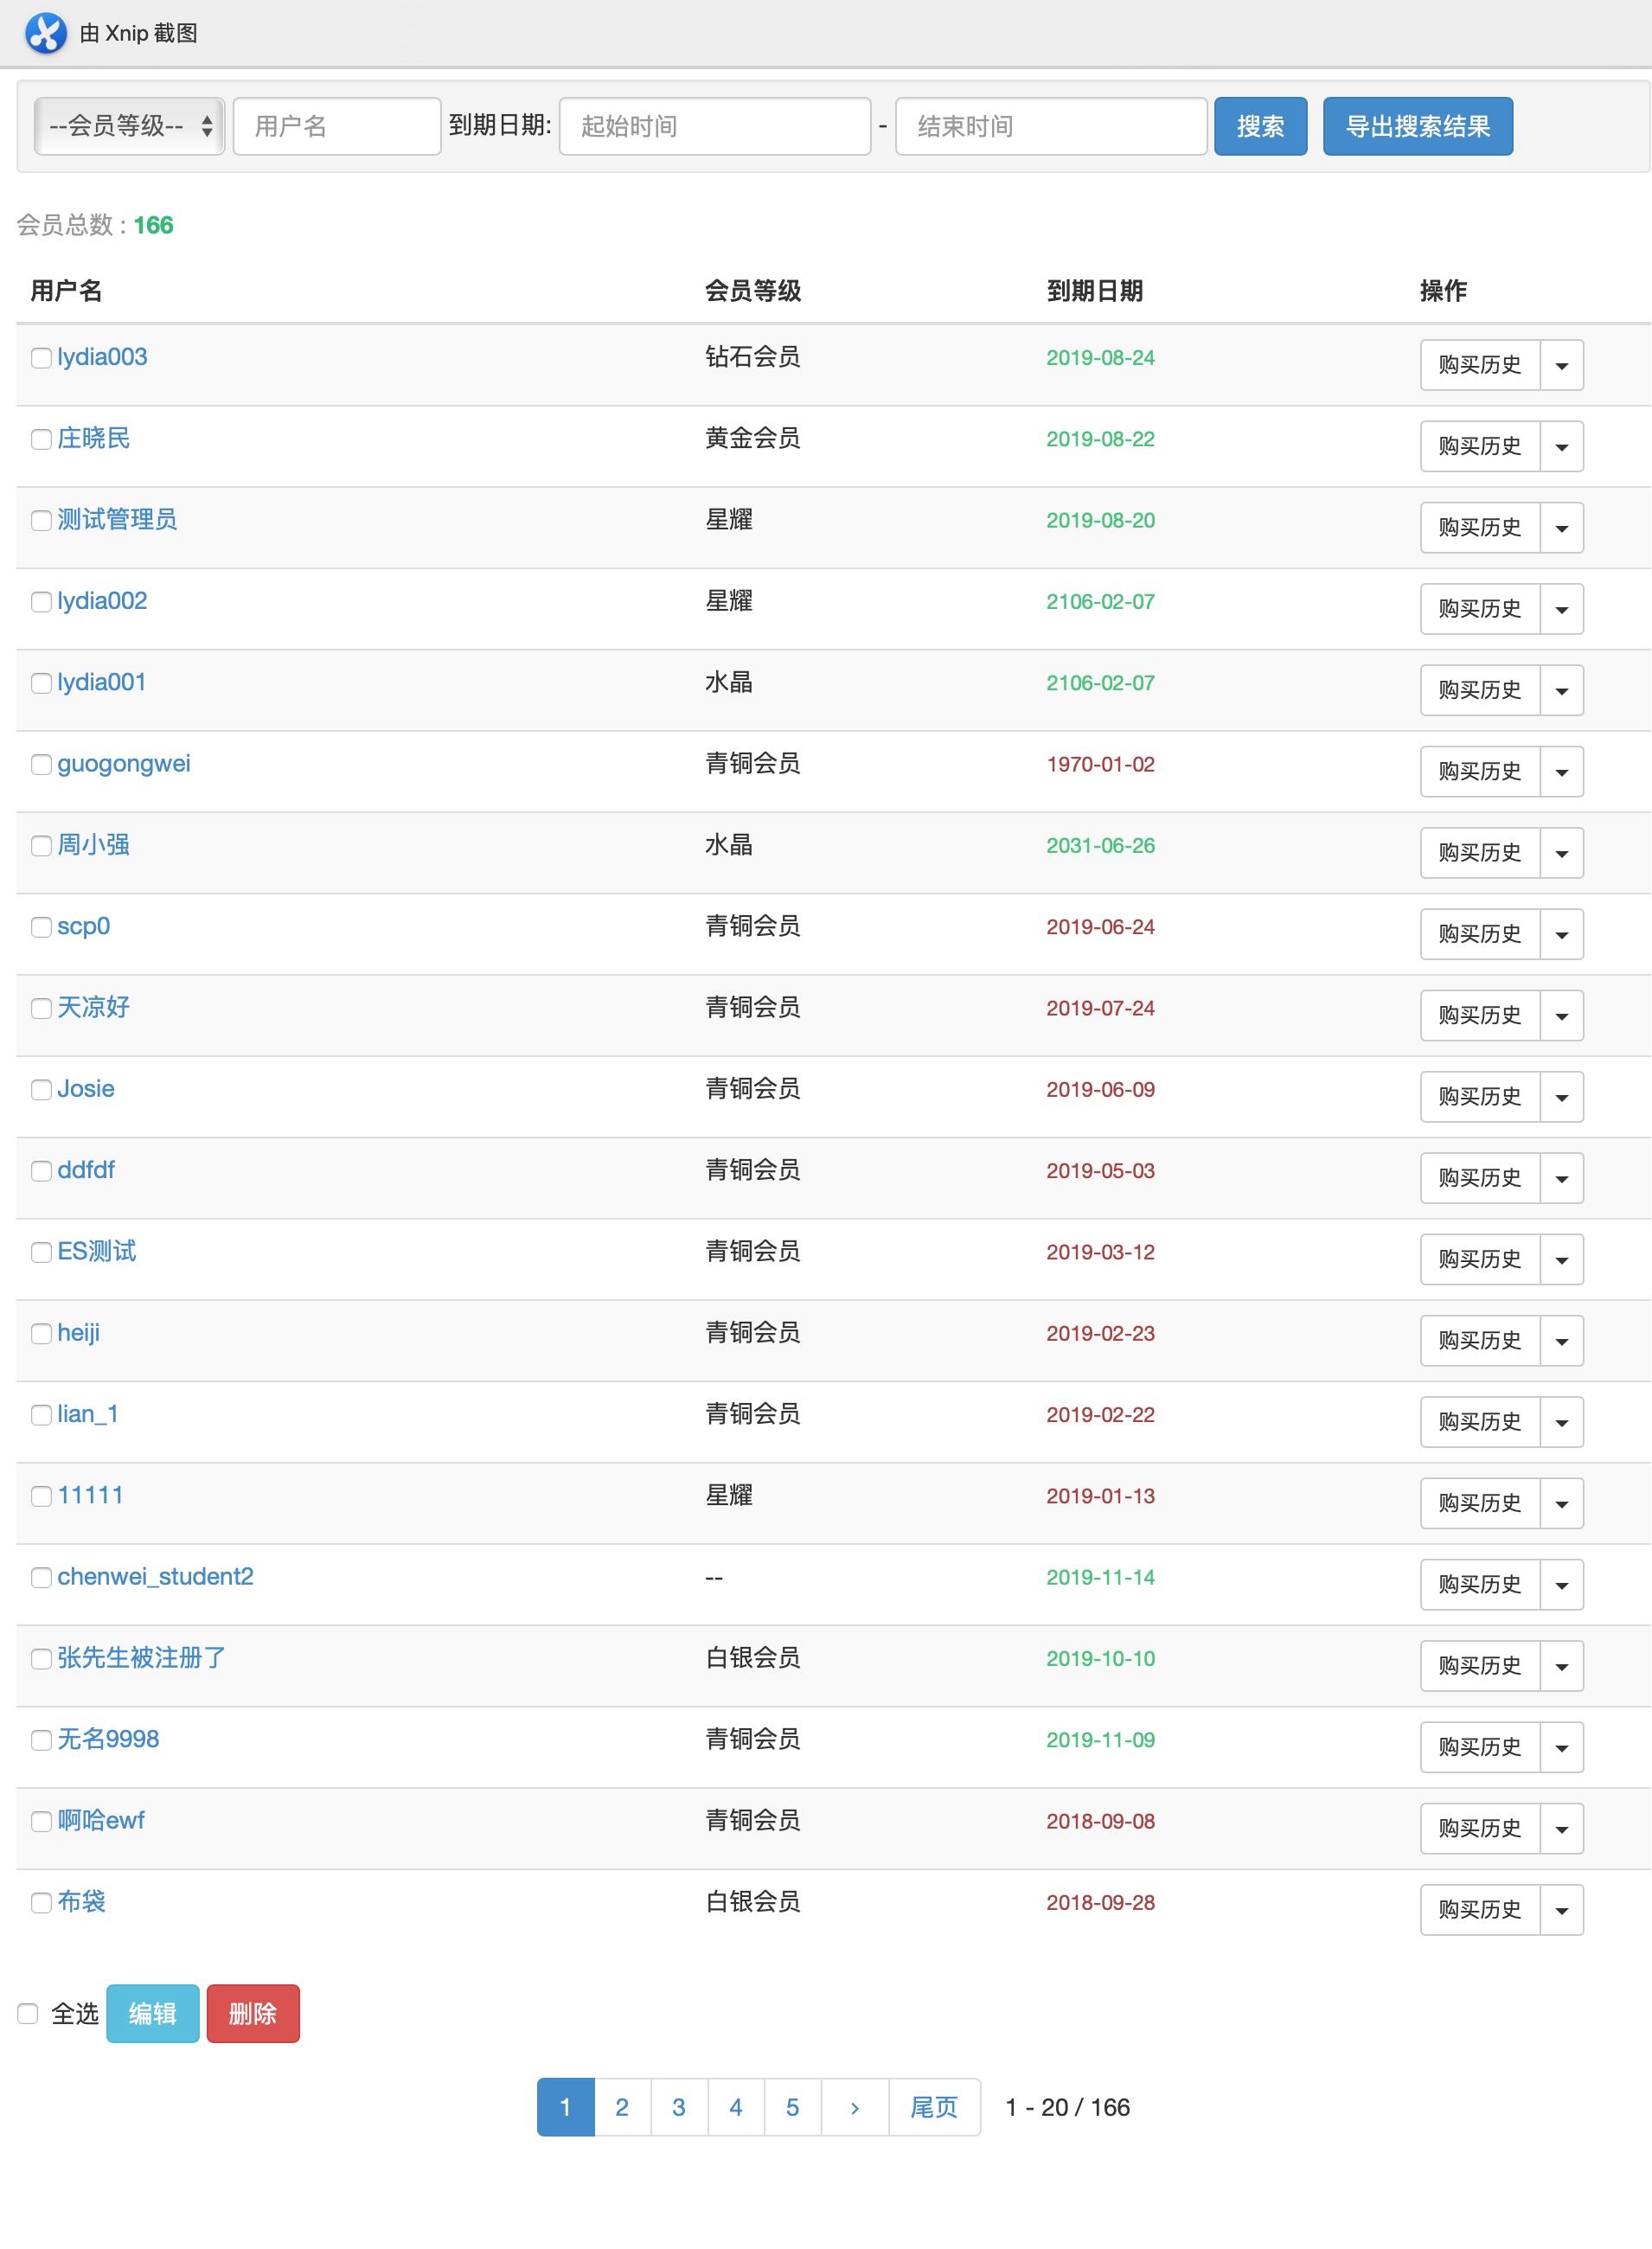 由 Xnip 截图
--会员等级-- 用户名 到期日期: 起始时间 - 结束时间 搜索 导出搜索结果
会员总数 : 166
用户名 会员等级 到期日期 操作
lydia003 钻石会员 2019-08-24 购买历史
庄晓民 黄金会员 2019-08-22 购买历史
测试管理员 星耀 2019-08-20 购买历史
lydia002 星耀 2106-02-07 购买历史
lydia001 水晶 2106-02-07 购买历史
guogongwei 青铜会员 1970-01-02 购买历史
周小强 水晶 2031-06-26 购买历史
scp0 青铜会员 2019-06-24 购买历史
天凉好 青铜会员 2019-07-24 购买历史
Josie 青铜会员 2019-06-09 购买历史
ddfdf 青铜会员 2019-05-03 购买历史
ES测试 青铜会员 2019-03-12 购买历史
heiji 青铜会员 2019-02-23 购买历史
lian_1 青铜会员 2019-02-22 购买历史
11111 星耀 2019-01-13 购买历史
chenwei_student2 -- 2019-11-14 购买历史
张先生被注册了 白银会员 2019-10-10 购买历史
无名9998 青铜会员 2019-11-09 购买历史
啊哈ewf 青铜会员 2018-09-08 购买历史
布袋 白银会员 2018-09-28 购买历史
全选 编辑 删除
1 2 3 4 5 › 尾页 1 - 20 / 166